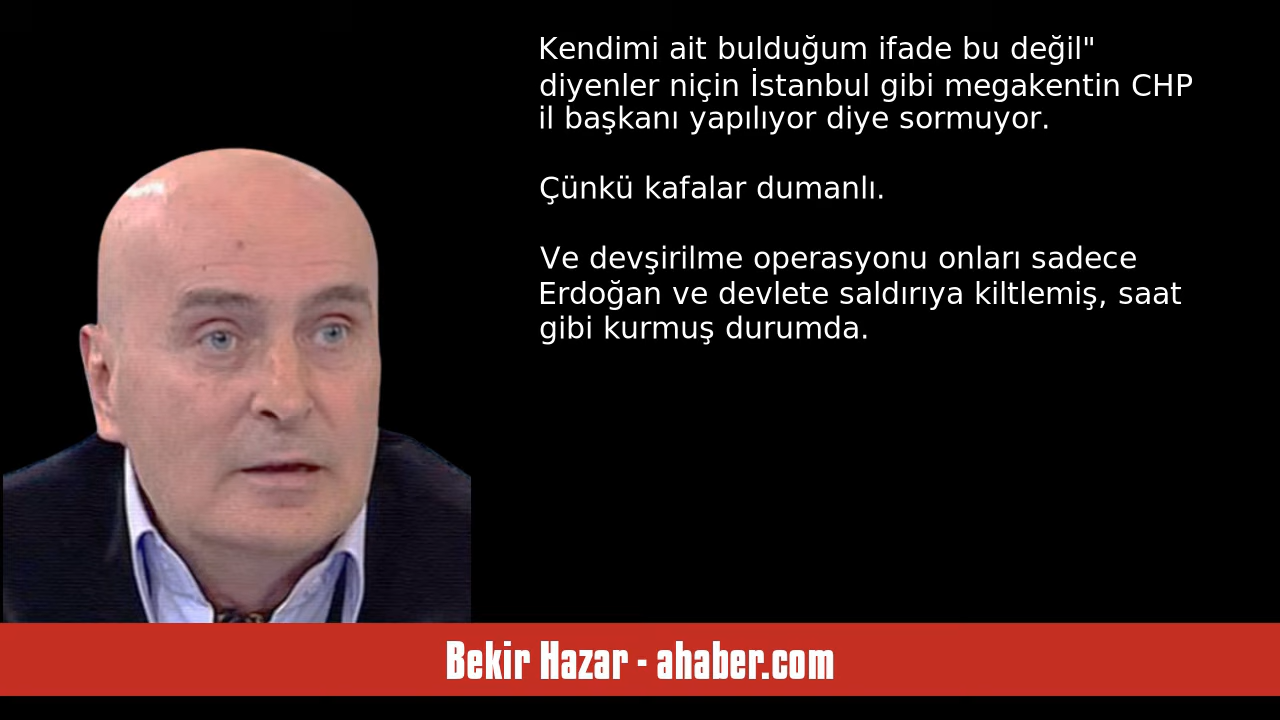 Kendimi ait bulduğum ifade bu değil"
diyenler niçin İstanbul gibi megakentin CHP
il başkanı yapılıyor diye sormuyor.
Çünkü kafalar dumanlı.
Ve devşirilme operasyonu onları sadece
Erdoğan ve devlete saldırıya kiltlemiş, saat
gibi kurmuş durumda.
Bekir Hazar - ahaber.com